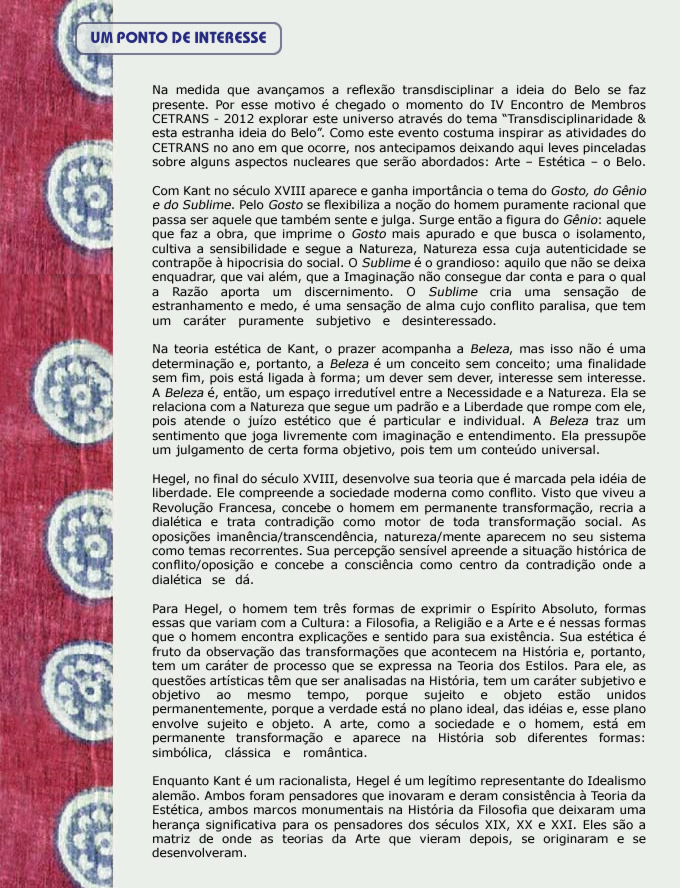 UM PONTO DE INTERESSE
Na medida que avançamos a reflexão transdisciplinar a ideia do Belo se faz
presente. Por esse motivo é chegado o momento do IV Encontro de Membros
CETRANS - 2012 explorar este universo através do tema “Transdisciplinaridade &
esta estranha ideia do Belo”. Como este evento costuma inspirar as atividades do
CETRANS no ano em que ocorre, nos antecipamos deixando aqui leves pinceladas
sobre alguns aspectos nucleares que serão abordados: Arte – Estética – o Belo.
Com Kant no século XVIII aparece e ganha importância o tema do Gosto, do Gênio
e do Sublime. Pelo Gosto se flexibiliza a noção do homem puramente racional que
passa ser aquele que também sente e julga. Surge então a figura do Gênio: aquele
que faz a obra, que imprime o Gosto mais apurado e que busca o isolamento,
cultiva a sensibilidade e segue a Natureza, Natureza essa cuja autenticidade se
contrapõe à hipocrisia do social. O Sublime é o grandioso: aquilo que não se deixa
enquadrar, que vai além, que a Imaginação não consegue dar conta e para o qual
a Razão aporta um discernimento. O Sublime cria uma sensação de
estranhamento e medo, é uma sensação de alma cujo conflito paralisa, que tem
um caráter puramente subjetivo e desinteressado.
Na teoria estética de Kant, o prazer acompanha a Beleza, mas isso não é uma
determinação e, portanto, a Beleza é um conceito sem conceito; uma finalidade
sem fim, pois está ligada à forma; um dever sem dever, interesse sem interesse.
A Beleza é, então, um espaço irredutível entre a Necessidade e a Natureza. Ela se
relaciona com a Natureza que segue um padrão e a Liberdade que rompe com ele,
pois atende o juízo estético que é particular e individual. A Beleza traz um
sentimento que joga livremente com imaginação e entendimento. Ela pressupõe
um julgamento de certa forma objetivo, pois tem um conteúdo universal.
Hegel, no final do século XVIII, desenvolve sua teoria que é marcada pela idéia de
liberdade. Ele compreende a sociedade moderna como conflito. Visto que viveu a
Revolução Francesa, concebe o homem em permanente transformação, recria a
dialética e trata contradição como motor de toda transformação social. As
oposições imanência/transcendência, natureza/mente aparecem no seu sistema
como temas recorrentes. Sua percepção sensível apreende a situação histórica de
conflito/oposição e concebe a consciência como centro da contradição onde a
dialética se dá.
Para Hegel, o homem tem três formas de exprimir o Espírito Absoluto, formas
essas que variam com a Cultura: a Filosofia, a Religião e a Arte e é nessas formas
que o homem encontra explicações e sentido para sua existência. Sua estética é
fruto da observação das transformações que acontecem na História e, portanto,
tem um caráter de processo que se expressa na Teoria dos Estilos. Para ele, as
questões artísticas têm que ser analisadas na História, tem um caráter subjetivo e
objetivo ao mesmo tempo, porque sujeito e objeto estão unidos
permanentemente, porque a verdade está no plano ideal, das idéias e, esse plano
envolve sujeito e objeto. A arte, como a sociedade e o homem, está em
permanente transformação e aparece na História sob diferentes formas:
simbólica, clássica e romântica.
Enquanto Kant é um racionalista, Hegel é um legítimo representante do Idealismo
alemão. Ambos foram pensadores que inovaram e deram consistência à Teoria da
Estética, ambos marcos monumentais na História da Filosofia que deixaram uma
herança significativa para os pensadores dos séculos XIX, XX e XXI. Eles são a
matriz de onde as teorias da Arte que vieram depois, se originaram e se
desenvolveram.